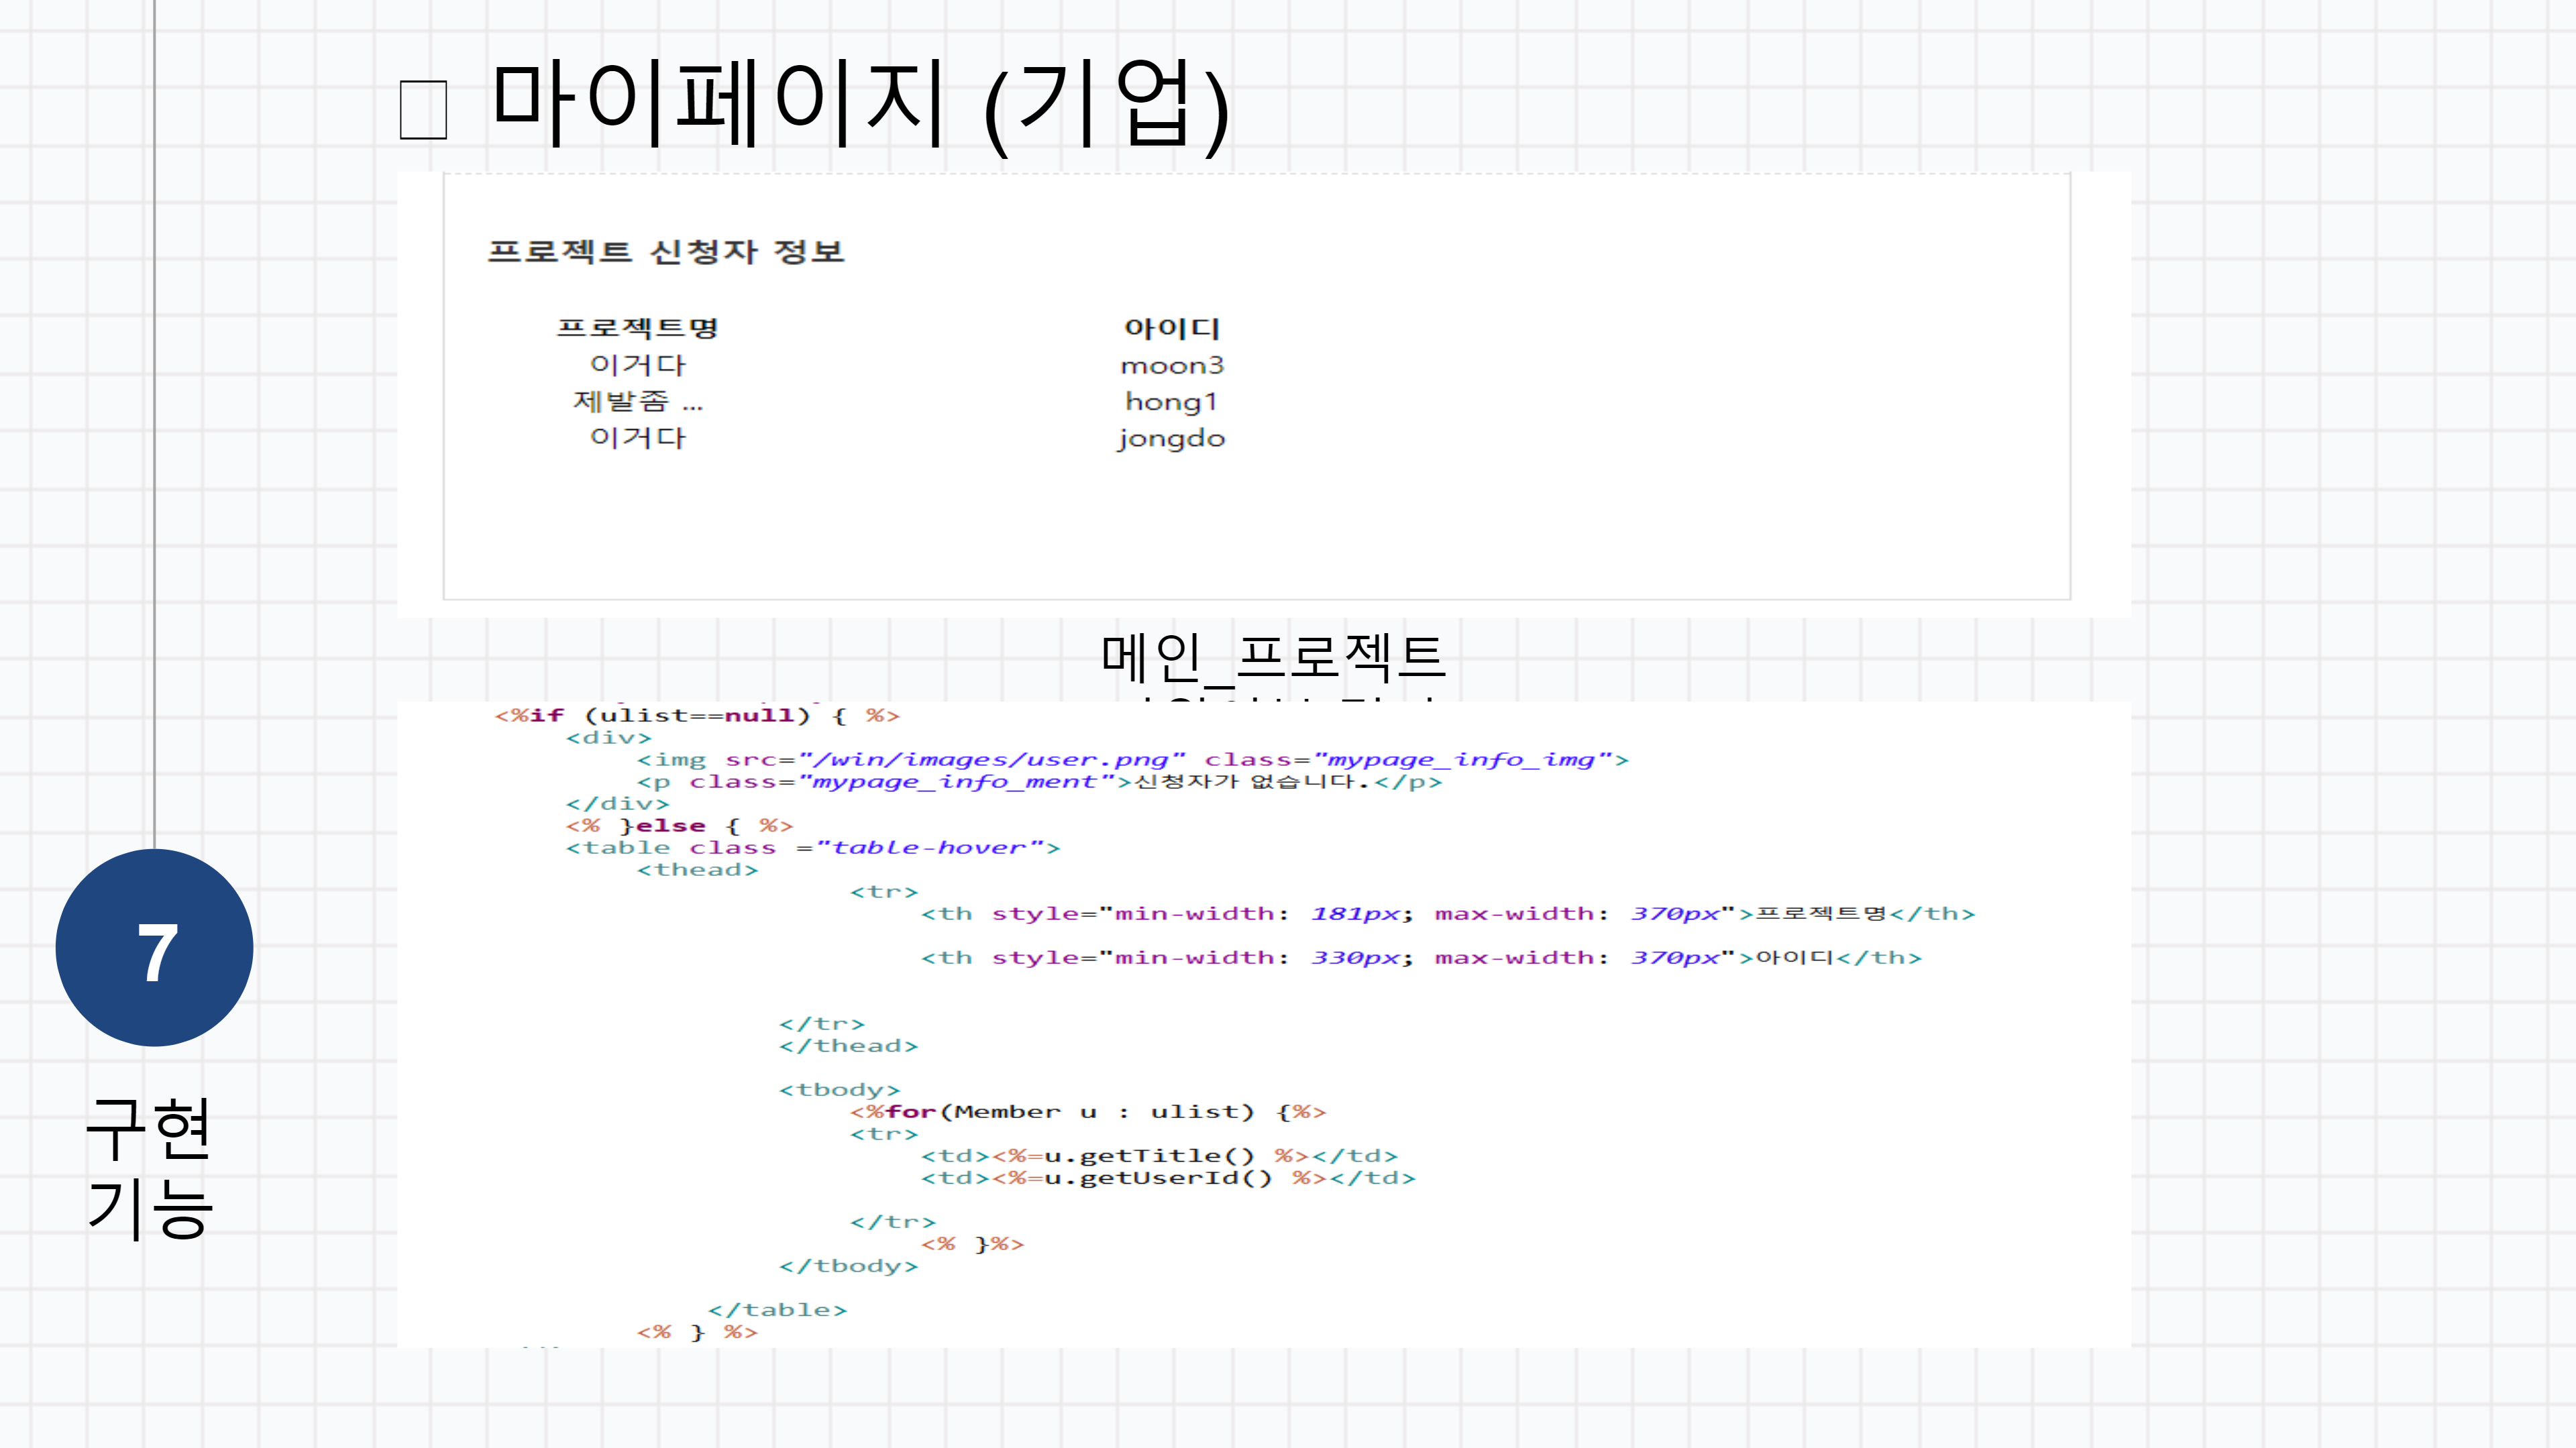 마이페이지 (기업)
프로젝트 신청자 정보
프로젝트명 아이디
이거다 moon3
제발좀 ... hong1
이거다 jongdo
메인_프로젝트
<%if (ulist==null) { %>
<div>
<img src="/win/images/user.png" class="mypage_info_img">
<p class="mypage_info_ment">신청자가 없습니다.</p>
</div>
<% }else { %>
<table class ="table-hover">
<thead>
<tr>
<th style="min-width: 181px; max-width: 370px">프로젝트명</th>
<th style="min-width: 330px; max-width: 370px">아이디</th>
</tr>
</thead>
<tbody>
<%for(Member u : ulist) {%>
<tr>
<td><%=u.getTitle() %></td>
<td><%=u.getUserId() %></td>
</tr>
<% }%>
</tbody>
</table>
<% } %>
7
구현
기능